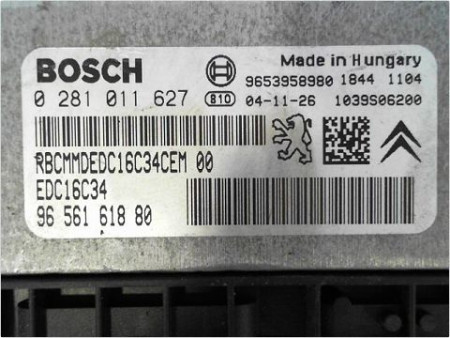 BOSCH
Made in Hungary
9653958980 1844 1104
0 281 011 627 810 04-11-26 1039S06200
RBCMMDEDC16C34CEM 00
EDC16C34
96 561 618 80